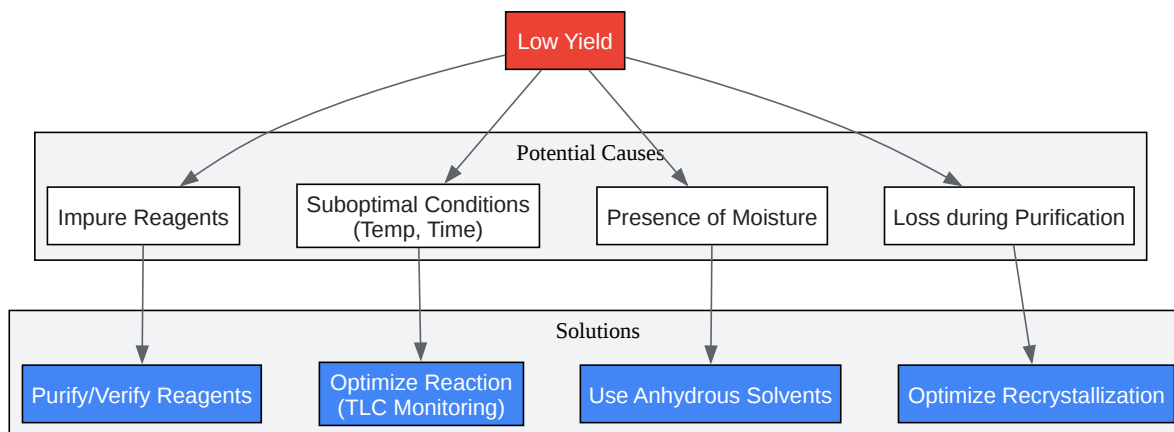 Low Yield
Potential Causes
Impure Reagents
Suboptimal Conditions
(Temp, Time)
Presence of Moisture
Loss during Purification
Solutions
Purify/Verify Reagents
Optimize Reaction
(TLC Monitoring)
Use Anhydrous Solvents
Optimize Recrystallization